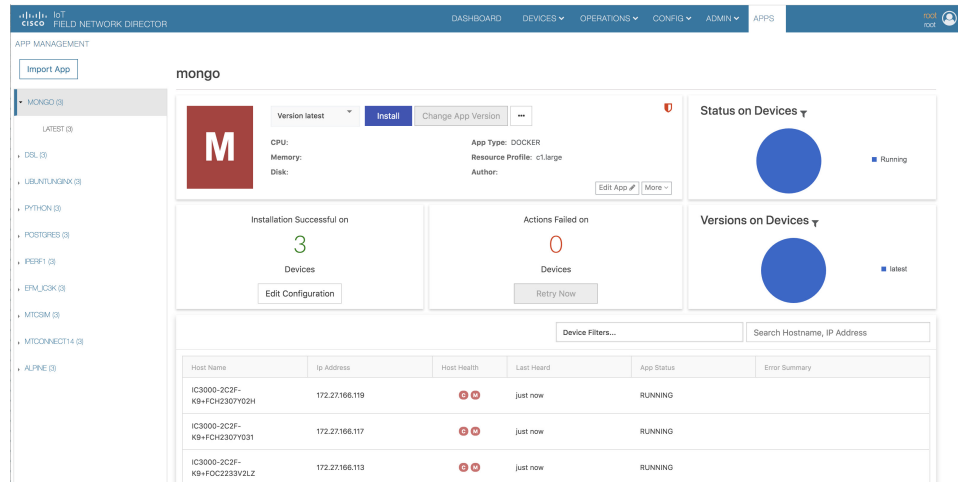 cisco IoT
FIELD NETWORK DIRECTOR
DASHBOARD DEVICES OPERATIONS CONFIG ADMIN APPS
root
root
APP MANAGEMENT
Import App
MONGO (3)
LATEST (3)
DSL (3)
UBUNTUNGINX (3)
PYTHON (3)
POSTGRES (3)
IPERF1 (3)
EFM_IC3K (3)
MTCSIM (3)
MTCONNECT14 (3)
ALPINE (3)
mongo
M
Version latest Install Change App Version •••
CPU: App Type: DOCKER
Memory: Resource Profile: c1.large
Disk: Author:
Edit App More
Status on Devices
Running
Installation Successful on
3
Devices
Edit Configuration
Actions Failed on
0
Devices
Retry Now
Versions on Devices
latest
Device Filters... Search Hostname, IP Address
Host Name Ip Address Host Health Last Heard App Status Error Summary
IC3000-2C2F-
K9+FCH2307Y02H 172.27.166.119 C M just now RUNNING
IC3000-2C2F-
K9+FCH2307Y031 172.27.166.117 C M just now RUNNING
IC3000-2C2F-
K9+FOC2233V2LZ 172.27.166.113 C M just now RUNNING